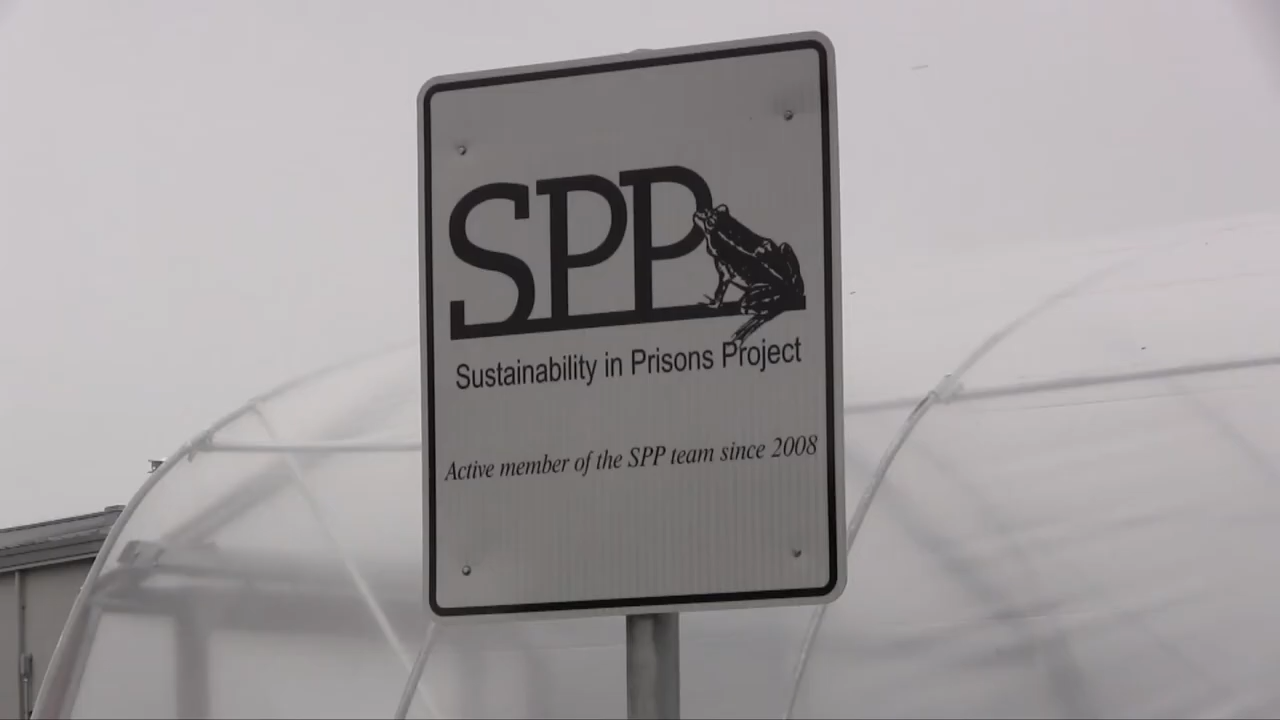 SPP
Sustainability in Prisons Project
Active member of the SPP team since 2008